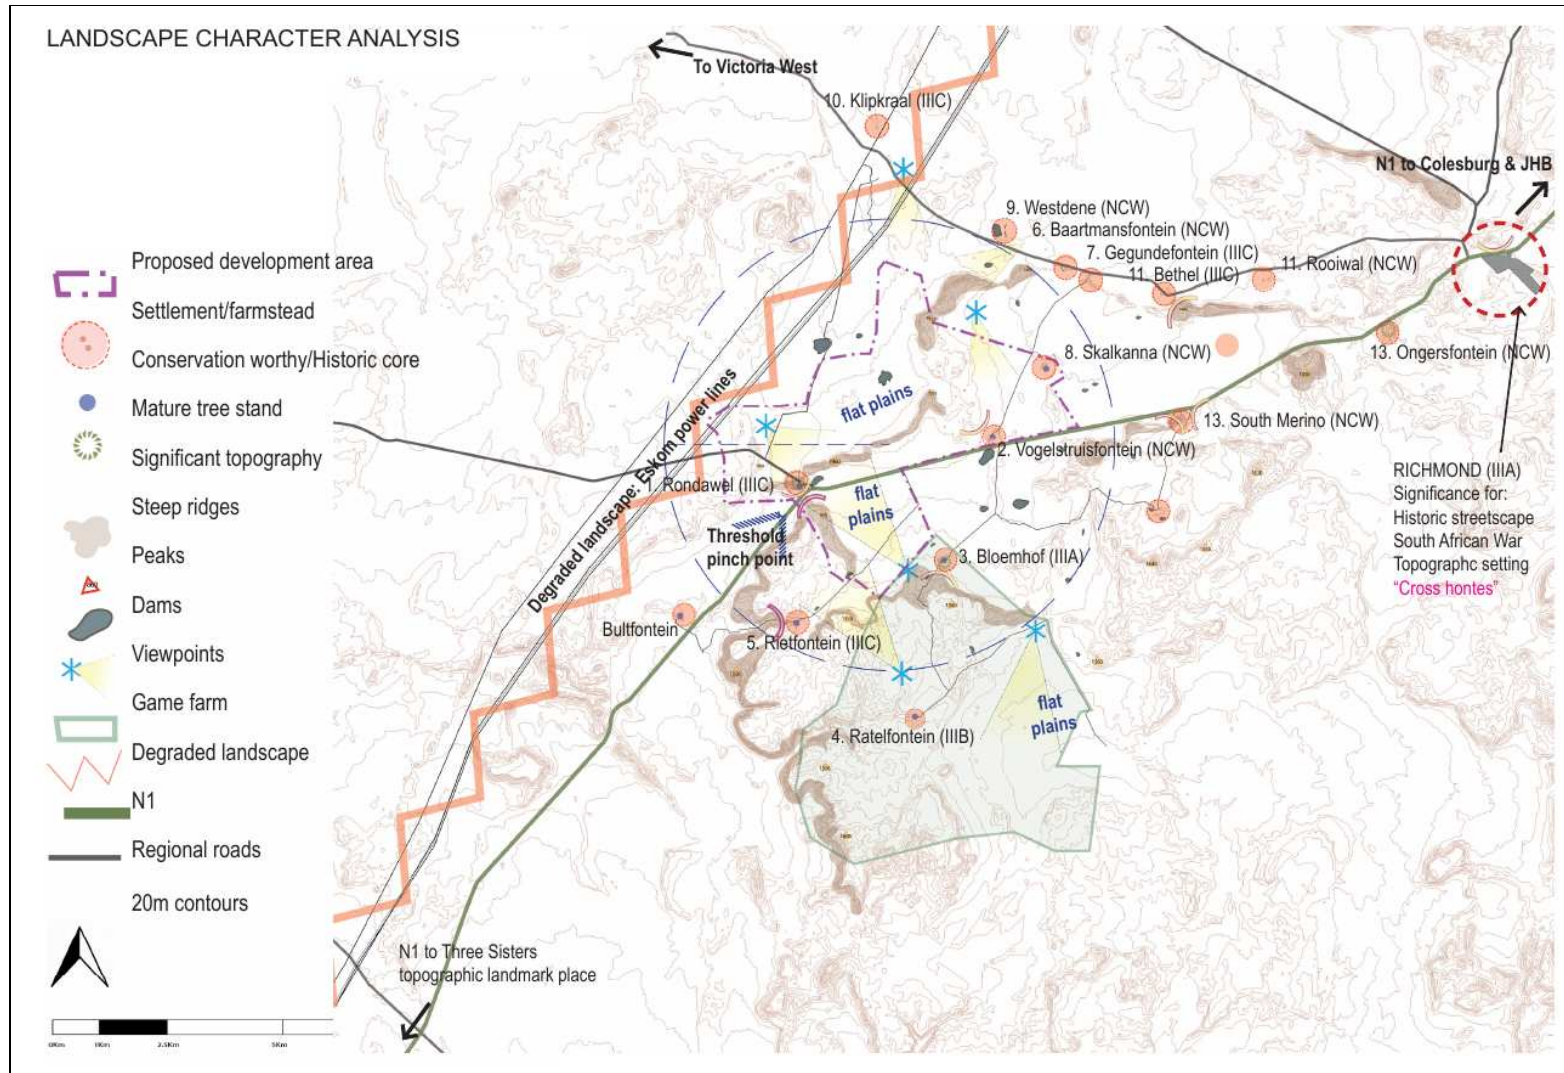 LANDSCAPE CHARACTER ANALYSIS
To Victoria West
10. Klipkraal (IIIC)
N1 to Colesburg & JHB
9. Westdene (NCW)
6. Baartmansfontein (NCW)
7. Gegundefontein (IIIC)
11. Bethel (IIIC)
11. Rooiwal (NCW)
8. Skalkanna (NCW)
13. Ongersfontein (NCW)
13. South Merino (NCW)
2. Vogelstruisfontein (NCW)
flat plains
1. Rondawel (IIIC)
flat
plains
Threshold
pinch point
3. Bloemhof (IIIA)
Degraded landscape: Eskom power lines
Bultfontein
5. Rietfontein (IIIC)
4. Ratelfontein (IIIB)
flat
plains
RICHMOND (IIIA)
Significance for:
Historic streetscape
South African War
Topographc setting
“Cross hontes”
N1 to Three Sisters
topographic landmark place
Proposed development area
Settlement/farmstead
Conservation worthy/Historic core
Mature tree stand
Significant topography
Steep ridges
Peaks
Dams
Viewpoints
Game farm
Degraded landscape
N1
Regional roads
20m contours
0Km 1Km 2.5Km 5Km